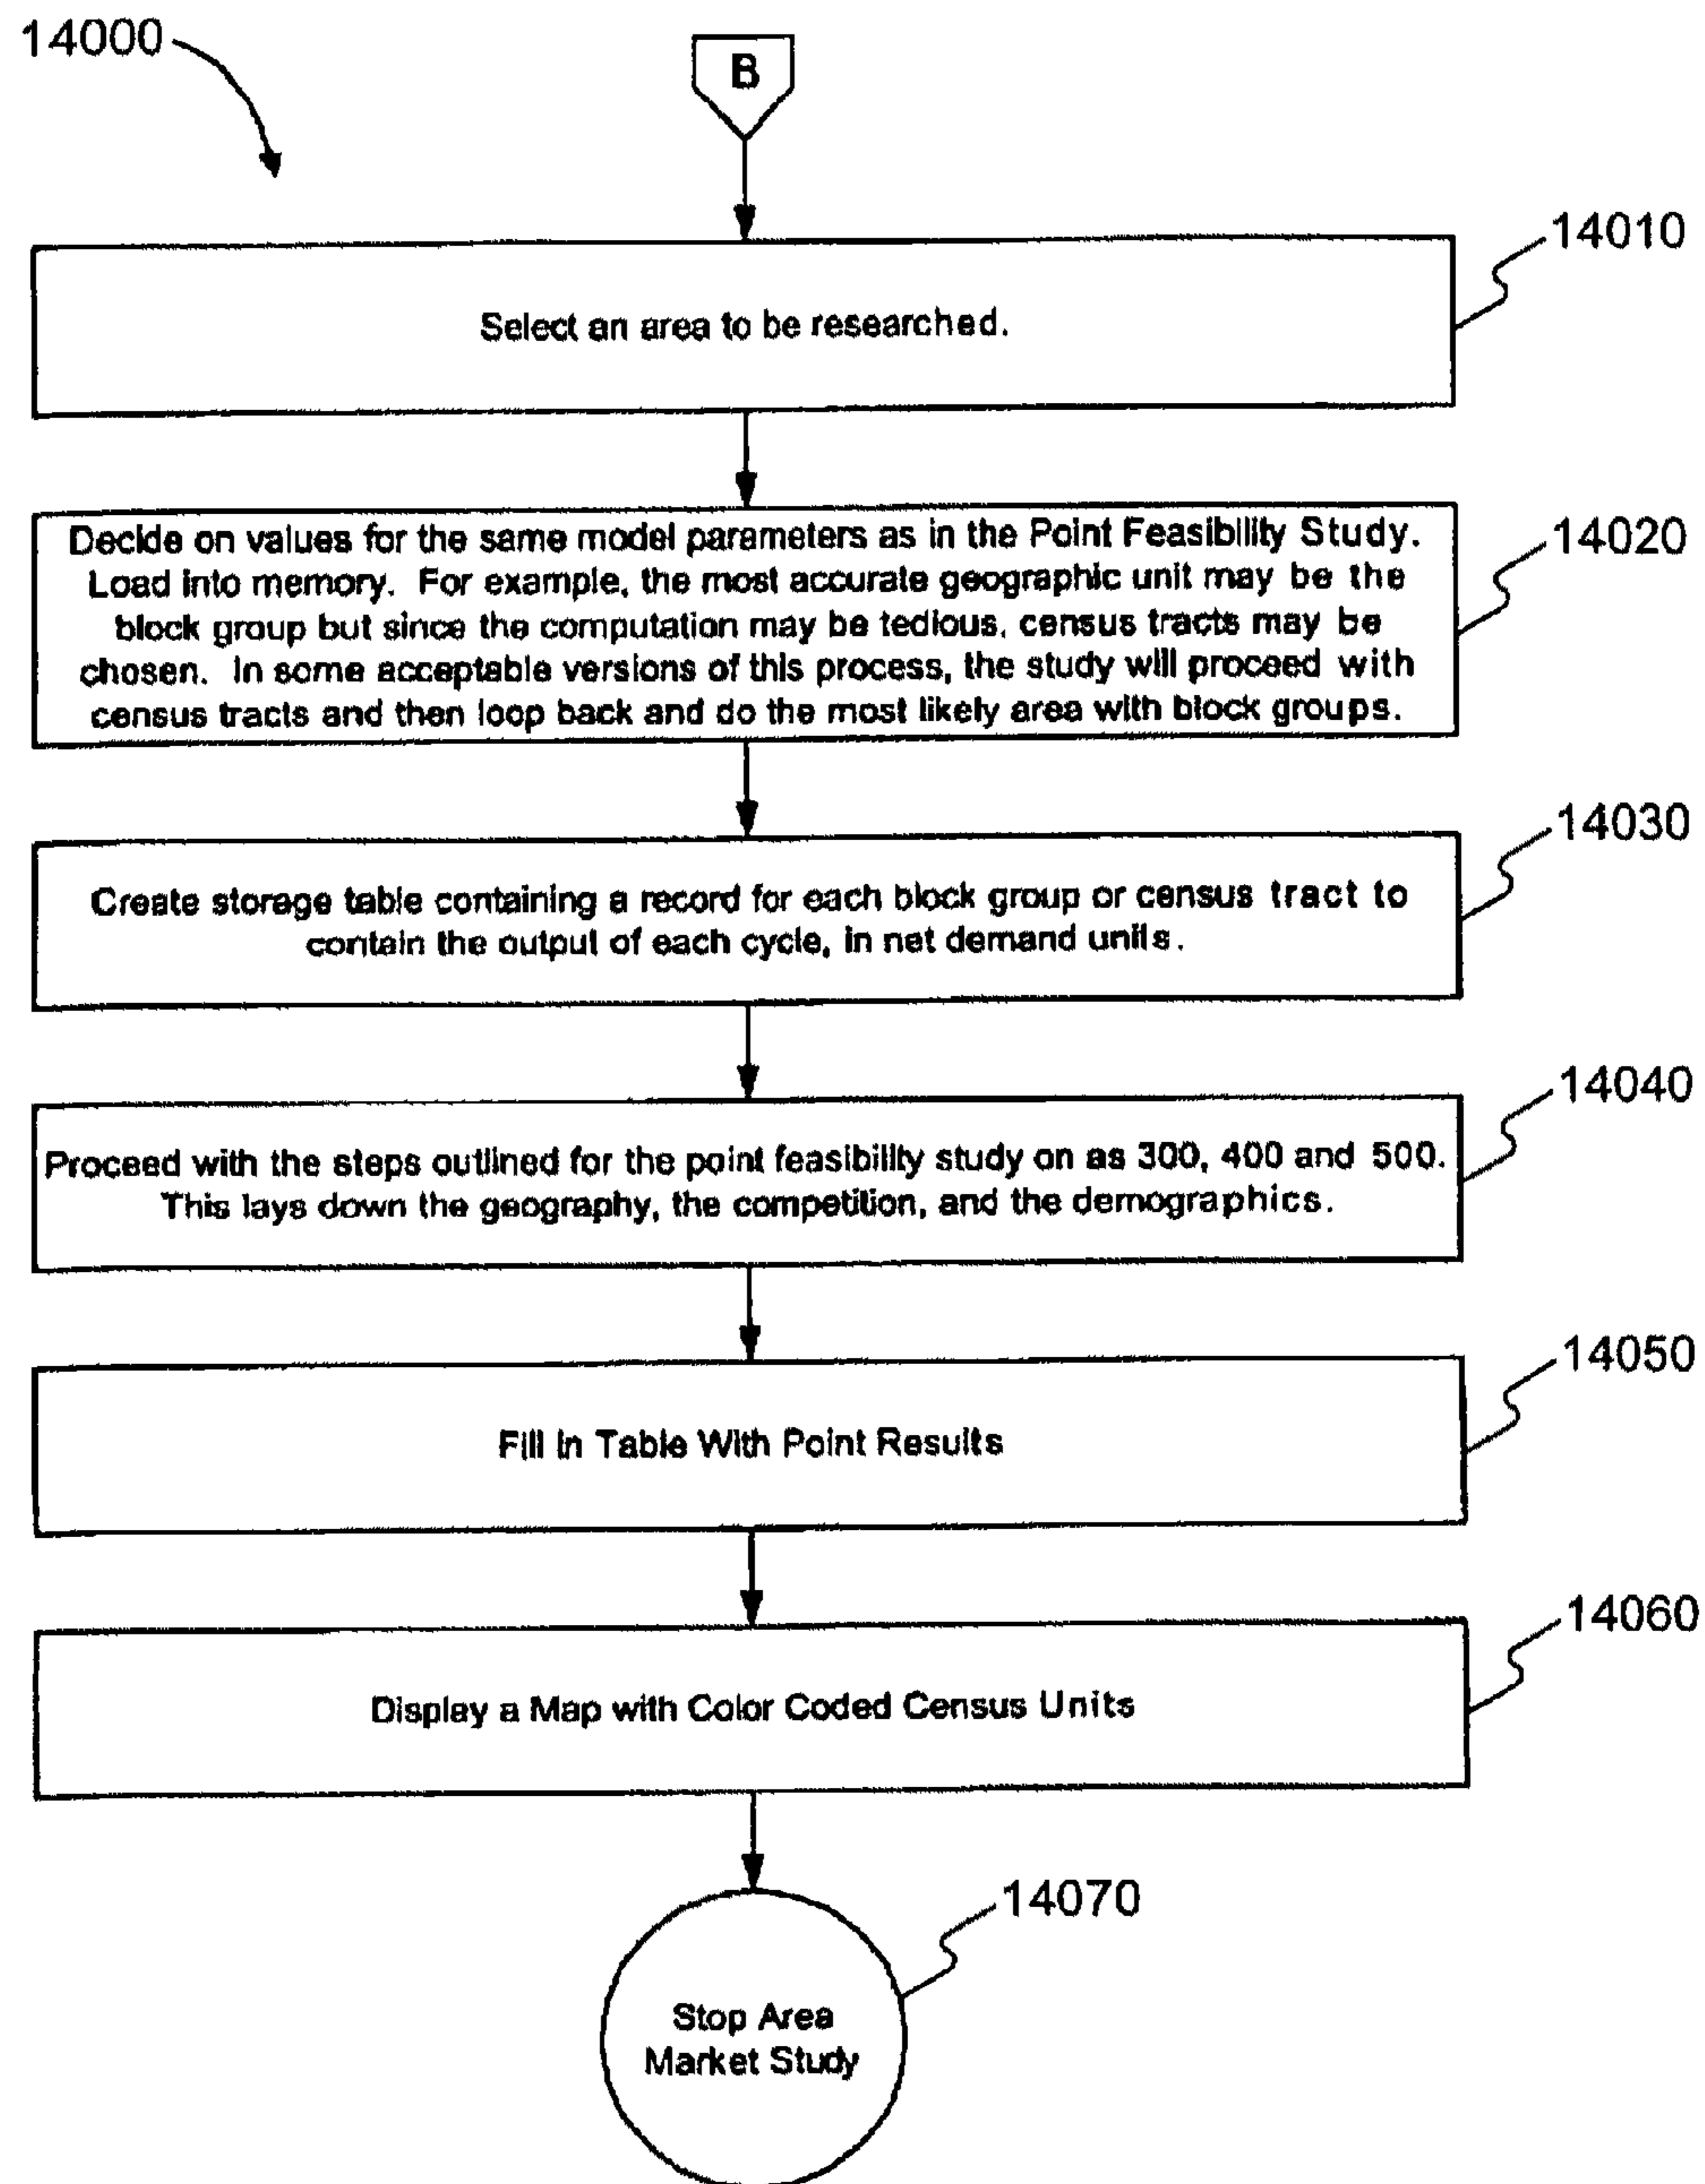 14000
B
14010
Select an area to be researched.
14020
Decide on values for the same model parameters as in the Point Feasibility Study.
Load into memory. For example, the most accurate geographic unit may be the
block group but since the computation may be tedious, census tracts may be
chosen. In some acceptable versions of this process, the study will proceed with
census tracts and then loop back and do the most likely area with block groups.
14030
Create storage table containing a record for each block group or census tract to
contain the output of each cycle, in net demand units.
14040
Proceed with the steps outlined for the point feasibility study on as 300, 400 and 500.
This lays down the geography, the competition, and the demographics.
14050
Fill In Table With Point Results
14060
Display a Map with Color Coded Census Units
14070
Stop Area
Market Study